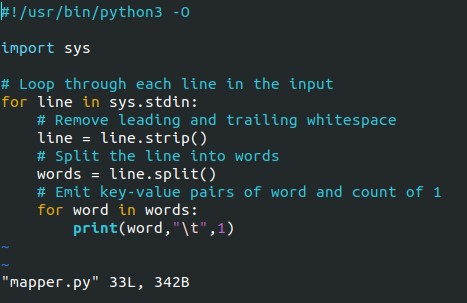 #!/usr/bin/python3 -O

import sys

# Loop through each line in the input
for line in sys.stdin:
    # Remove leading and trailing whitespace
    line = line.strip()
    # Split the line into words
    words = line.split()
    # Emit key-value pairs of word and count of 1
    for word in words:
        print(word,"\t",1)
~
~
"mapper.py" 33L, 342B